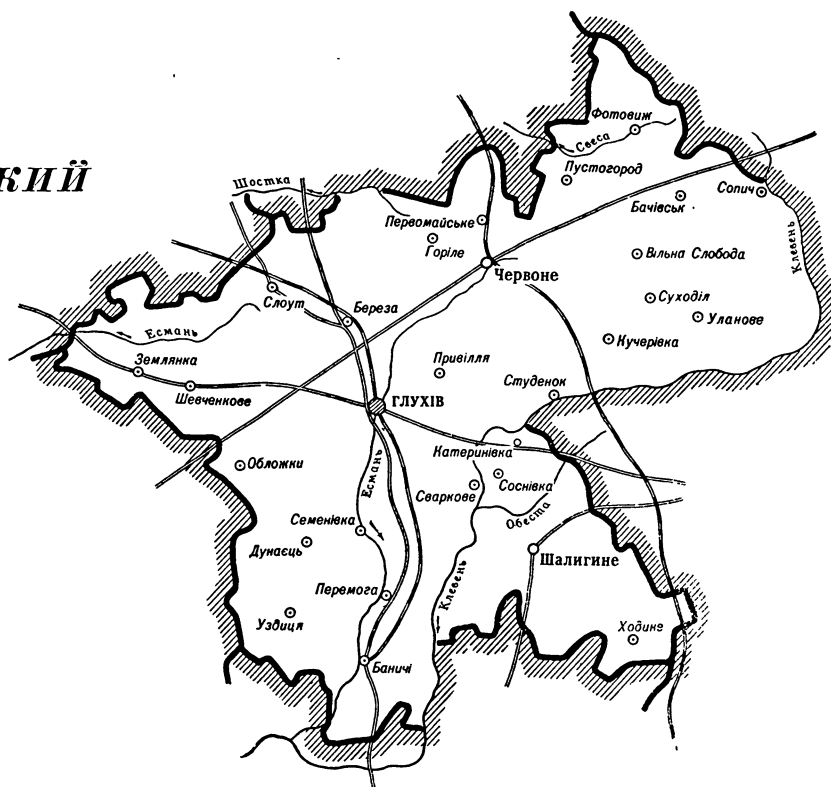 КИЙ
Фотовиж
Свеса
Пустогород
Шостка
Бачівськ
Сопич
Первомайське
Горіле
Клевень
Вільна Слобода
Червоне
Слоут
Береза
Суходіл
Уланове
Есмань
Кучерівка
Землянка
Привілля
Шевченкове
Студенок
ГЛУХІВ
Катеринівка
Обложки
Есмань
Соснівка
Сваркове
Обеста
Семенівка
Дунаєць
Шалигине
Клевень
Перемога
Уздиця
Ходине
Баничі